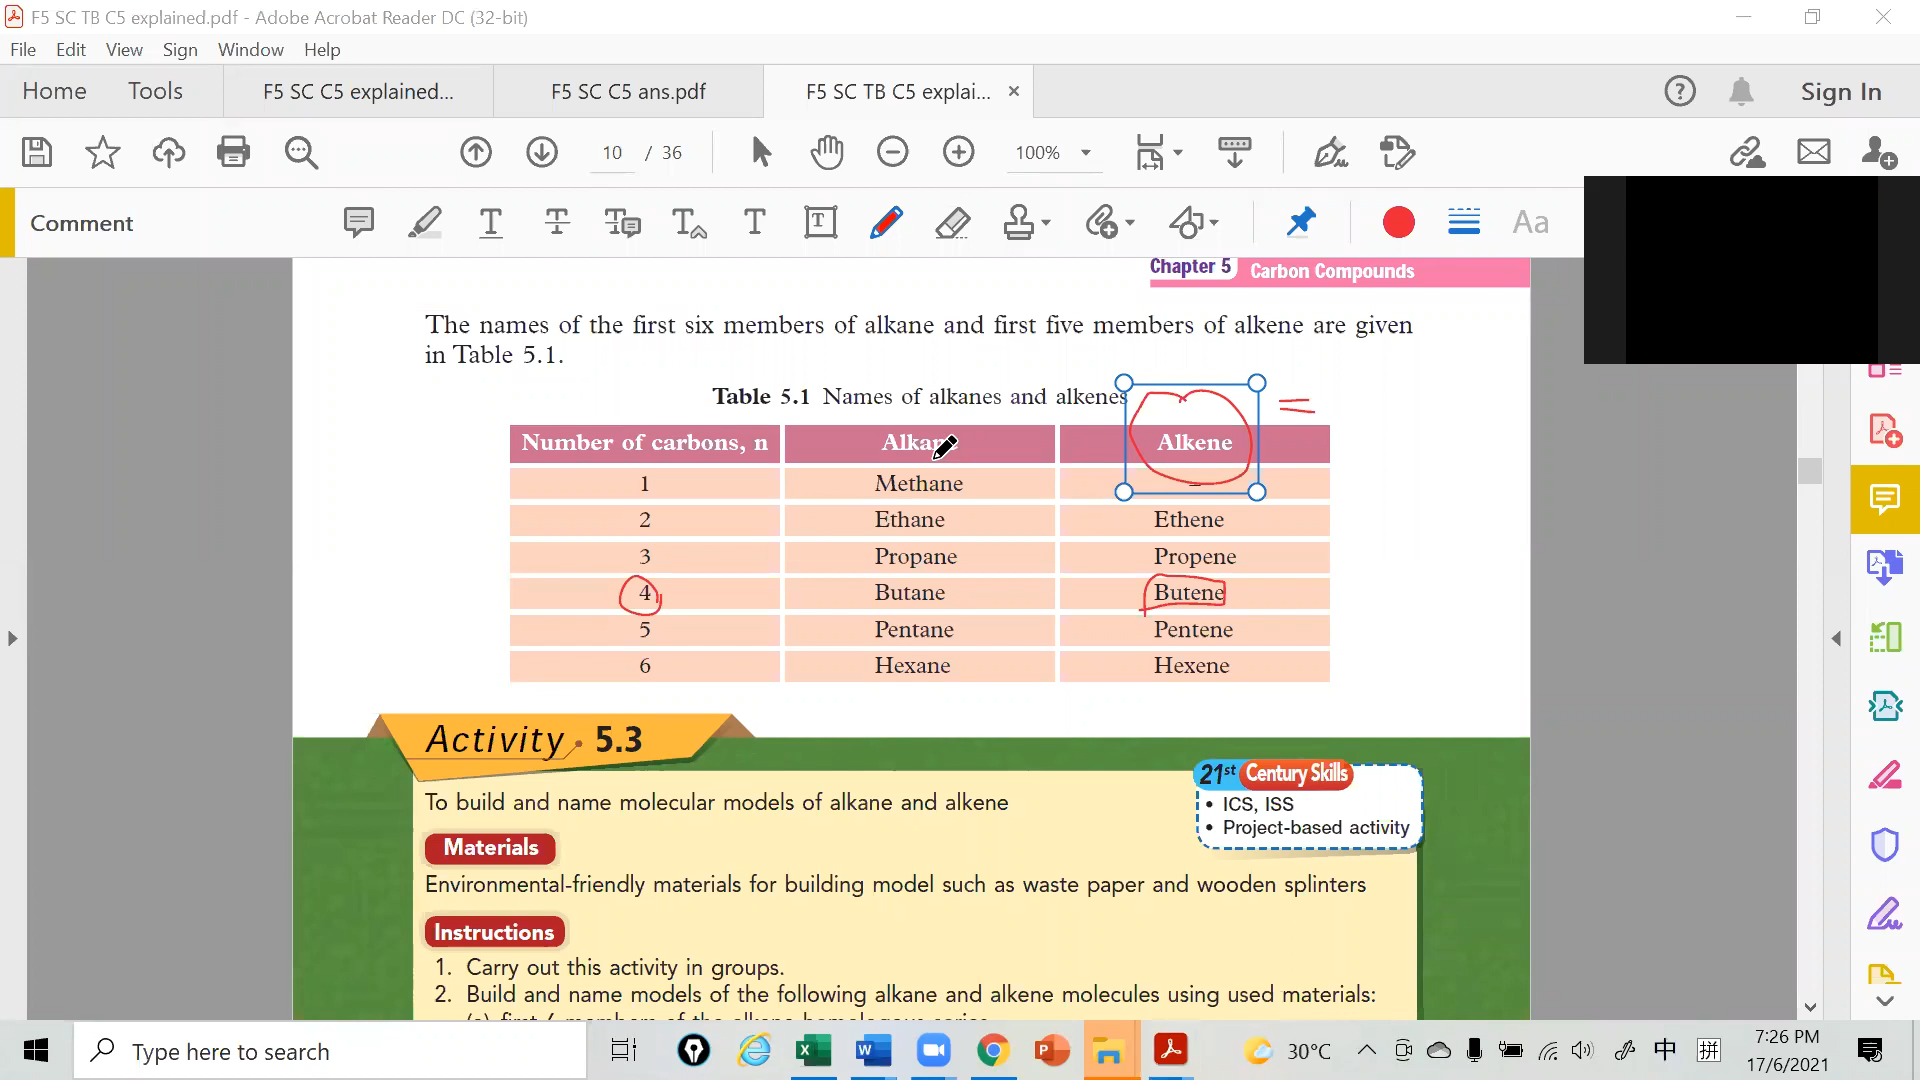 F5 SC TB C5 explained.pdf - Adobe Acrobat Reader DC (32-bit)
File Edit View Sign Window Help
Home Tools F5 SC C5 explained... F5 SC C5 ans.pdf F5 SC TB C5 explai... × Sign In
10 / 36 100%
Comment Aa
Chapter 5 Carbon Compounds
The names of the first six members of alkane and first five members of alkene are given
in Table 5.1.
Table 5.1 Names of alkanes and alkenes
Number of carbons, n Alkane Alkene
1 Methane –
2 Ethane Ethene
3 Propane Propene
4 Butane Butene
5 Pentane Pentene
6 Hexane Hexene
Activity 5.3
21st Century Skills
• ICS, ISS
• Project-based activity
To build and name molecular models of alkane and alkene
Materials
Environmental-friendly materials for building model such as waste paper and wooden splinters
Instructions
1. Carry out this activity in groups.
2. Build and name models of the following alkane and alkene molecules using used materials:
Type here to search 30°C 中 拼 7:26 PM
17/6/2021